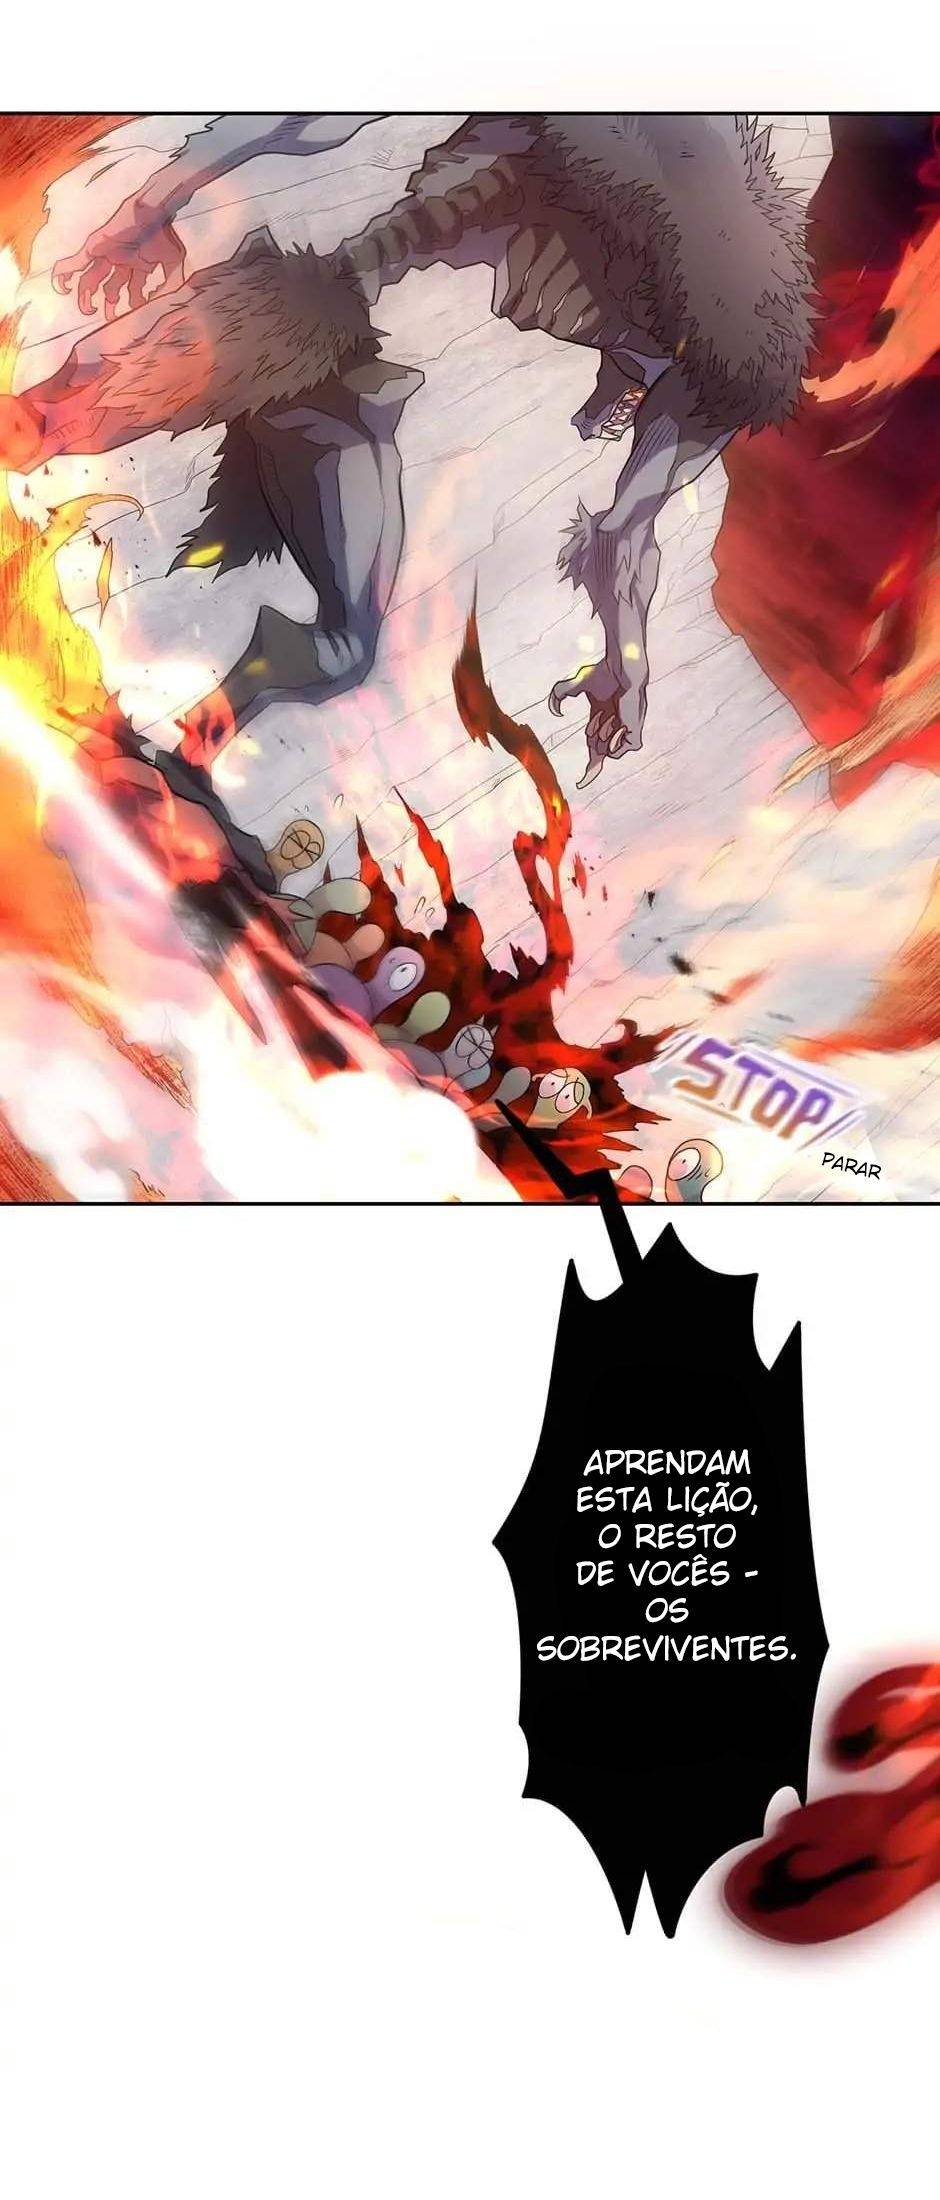 STOP
PARAR
APRENDAM
ESTA LIÇÃO,
O RESTO
DE VOCÊS -
OS
SOBREVIVENTES.